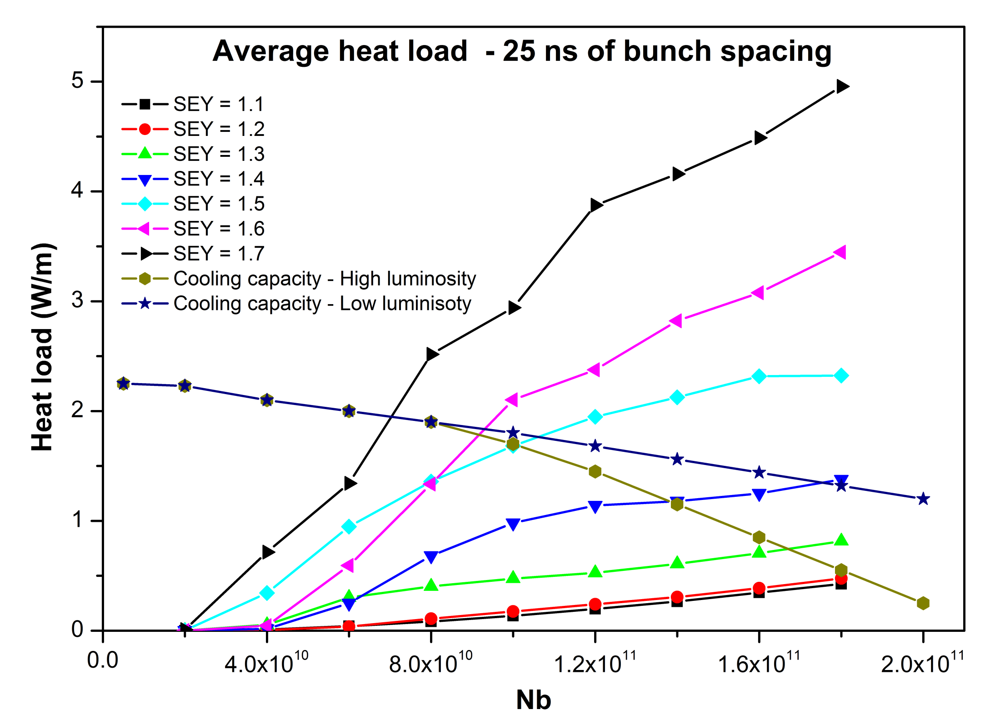 Average heat load  - 25 ns of bunch spacing
5
4
3
2
1
0
Heat load (W/m)
SEY = 1.1
SEY = 1.2
SEY = 1.3
SEY = 1.4
SEY = 1.5
SEY = 1.6
SEY = 1.7
Cooling capacity - High luminosity
Cooling capacity - Low luminisoty
0.0 4.0x10^10 8.0x10^10 1.2x10^11 1.6x10^11 2.0x10^11
Nb